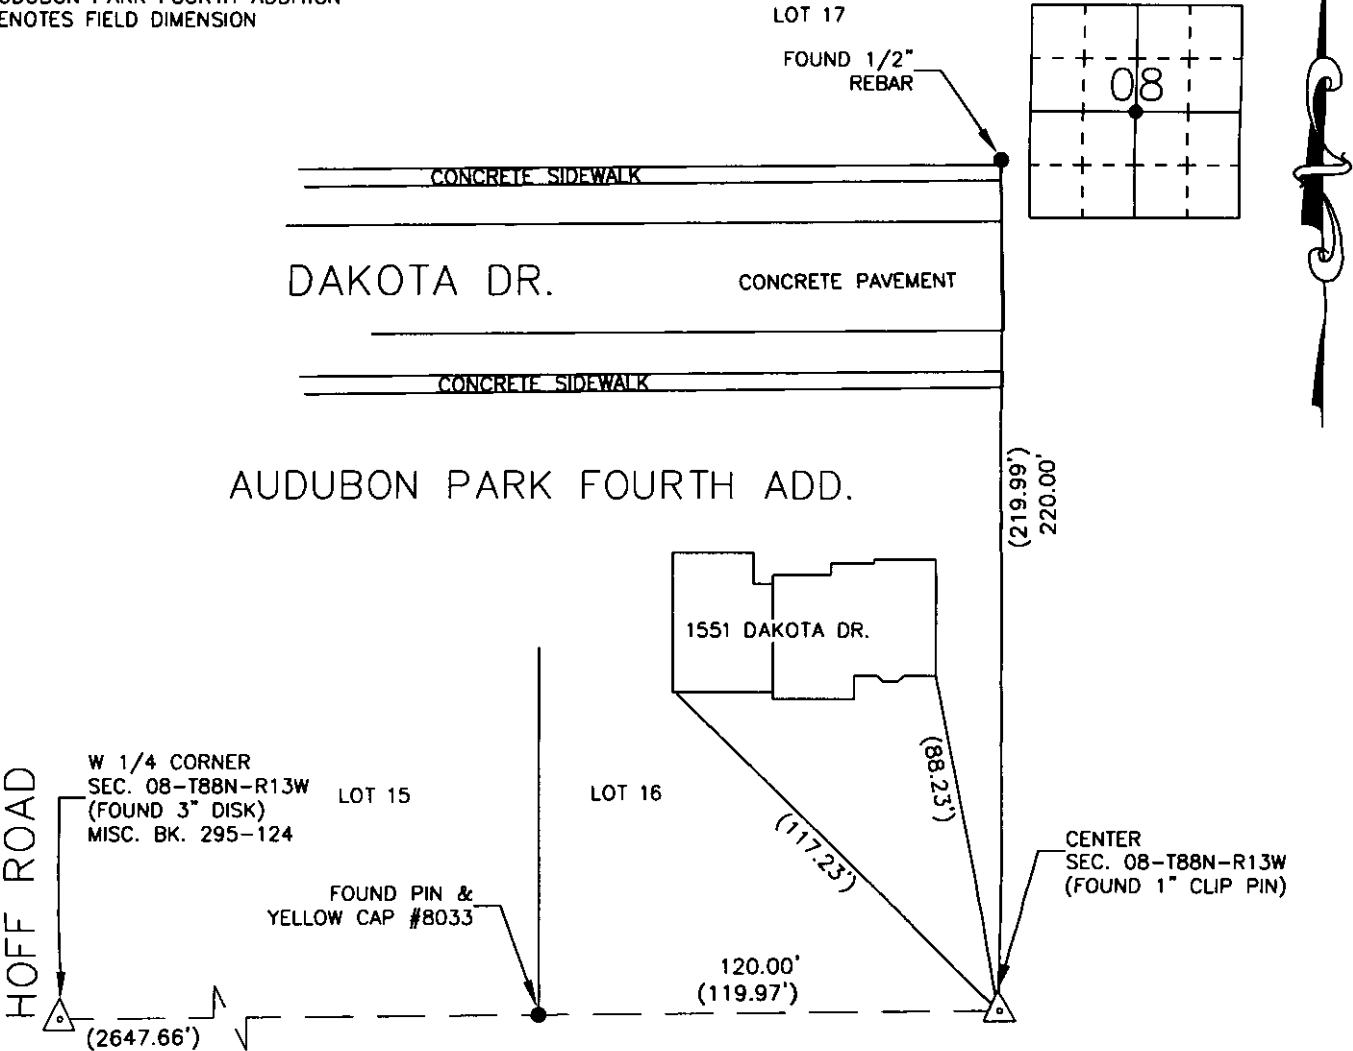 DENOTES FIELD DIMENSION
LOT 17
FOUND 1/2"
REBAR
08
CONCRETE SIDEWALK
DAKOTA DR.
CONCRETE PAVEMENT
CONCRETE SIDEWALK
AUDUBON PARK FOURTH ADD.
(219.99')
220.00'
1551 DAKOTA DR.
W 1/4 CORNER
SEC. 08-T88N-R13W
(FOUND 3" DISK)
MISC. BK. 295-124
LOT 15
LOT 16
(88.23')
(117.23')
HOFF ROAD
CENTER
SEC. 08-T88N-R13W
(FOUND 1" CLIP PIN)
FOUND PIN &
YELLOW CAP #8033
120.00'
(119.97')
(2647.66')